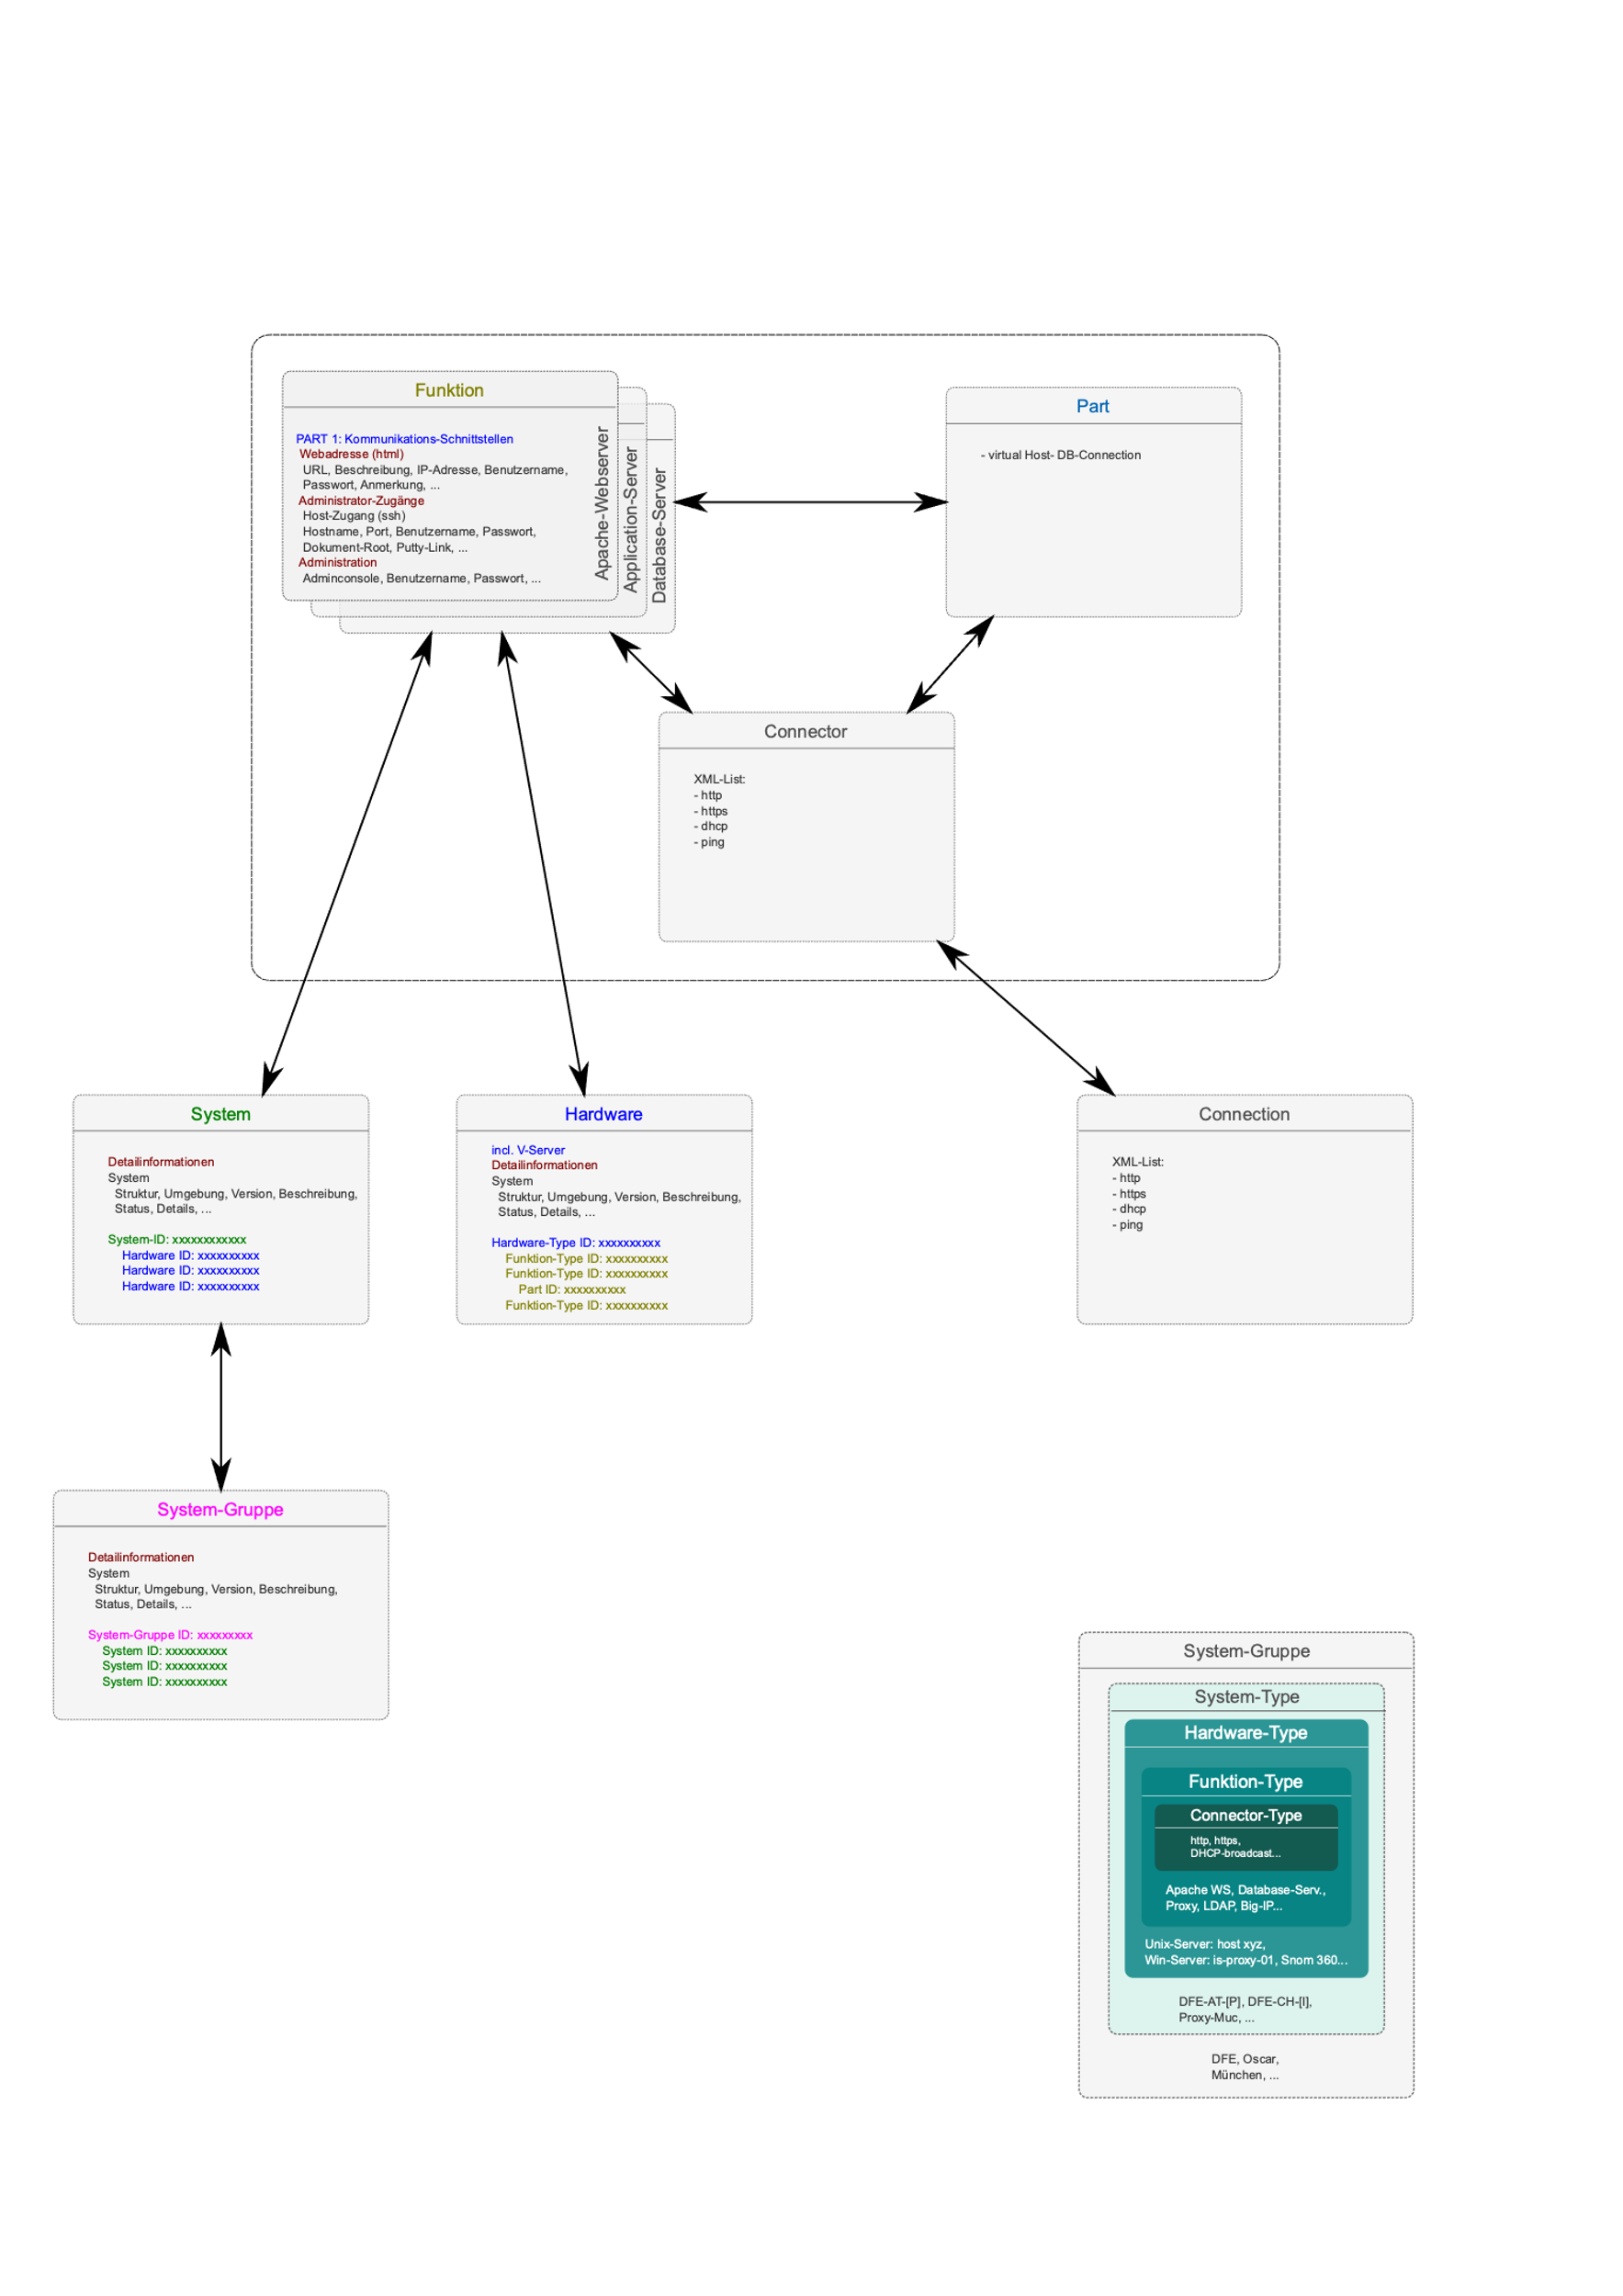 Funktion
PART 1: Kommunikations-Schnittstellen
Webadresse (html)
URL, Beschreibung, IP-Adresse, Benutzername,
Passwort, Anmerkung, ...
Administrator-Zugänge
Host-Zugang (ssh)
Hostname, Port, Benutzername, Passwort,
Dokument-Root, Putty-Link, ...
Administration
Adminconsole, Benutzername, Passwort, ...
Apache-Webserver
Application-Server
Database-Server
Part
- virtual Host- DB-Connection
Connector
XML-List:
- http
- https
- dhcp
- ping
System
Detailinformationen
System
Struktur, Umgebung, Version, Beschreibung,
Status, Details, ...
System-ID: xxxxxxxxxxxx
Hardware ID: xxxxxxxxxx
Hardware ID: xxxxxxxxxx
Hardware ID: xxxxxxxxxx
Hardware
incl. V-Server
Detailinformationen
System
Struktur, Umgebung, Version, Beschreibung,
Status, Details, ...
Hardware-Type ID: xxxxxxxxxx
Funktion-Type ID: xxxxxxxxxx
Funktion-Type ID: xxxxxxxxxx
Part ID: xxxxxxxxxx
Funktion-Type ID: xxxxxxxxxx
Connection
XML-List:
- http
- https
- dhcp
- ping
System-Gruppe
Detailinformationen
System
Struktur, Umgebung, Version, Beschreibung,
Status, Details, ...
System-Gruppe ID: xxxxxxxxx
System ID: xxxxxxxxxx
System ID: xxxxxxxxxx
System ID: xxxxxxxxxx
System-Gruppe
System-Type
Hardware-Type
Funktion-Type
Connector-Type
http, https,
DHCP-broadcast...
Apache WS, Database-Serv.,
Proxy, LDAP, Big-IP...
Unix-Server: host xyz,
Win-Server: is-proxy-01, Snom 360...
DFE-AT-[P], DFE-CH-[I],
Proxy-Muc, ...
DFE, Oscar,
München, ...